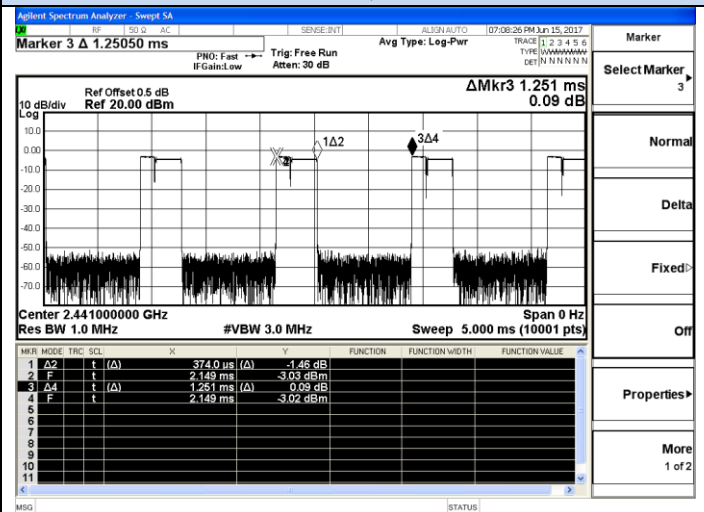 Agilent Spectrum Analyzer - Swept SA
RF 50 Ω AC SENSE:INT ALIGN AUTO 07:08:26 PM Jun 15, 2017
Marker 3 Δ 1.25050 ms
PNO: Fast
IFGain:Low
Trig: Free Run
Atten: 30 dB
Avg Type: Log-Pwr
TRACE 1 2 3 4 5 6
TYPE
DET N N N N N N
Marker
Select Marker
3
Normal
Delta
Fixed
Off
Properties
More
1 of 2
ΔMkr3 1.251 ms
0.09 dB
Ref Offset 0.5 dB
10 dB/div Ref 20.00 dBm
Log
10.0
0.00
-10.0
-20.0
-30.0
-40.0
-50.0
-60.0
-70.0
1Δ2
3Δ4
Center 2.441000000 GHz Span 0 Hz
Res BW 1.0 MHz #VBW 3.0 MHz Sweep 5.000 ms (10001 pts)
MKR MODE TRC SCL X Y FUNCTION FUNCTION WIDTH FUNCTION VALUE
1 Δ2 t (Δ) 374.0 µs (Δ) -1.46 dB
2 F t 2.149 ms -3.03 dBm
3 Δ4 t (Δ) 1.251 ms (Δ) 0.09 dB
4 F t 2.149 ms -3.02 dBm
5
6
7
8
9
10
11
MSG STATUS